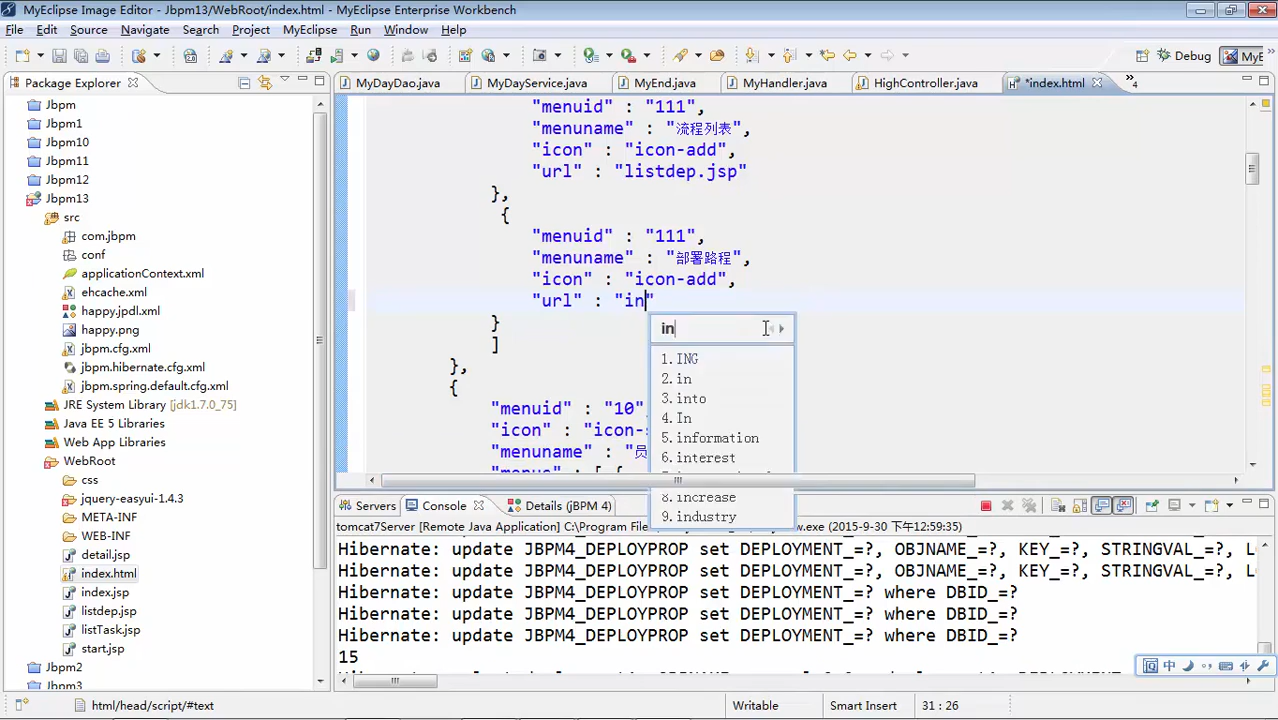 MyEclipse Image Editor - Jbpm13/WebRoot/index.html - MyEclipse Enterprise Workbench
File Edit Source Navigate Search Project MyEclipse Run Window Help
Debug MyE
Package Explorer
MyDayDao.java MyDayService.java MyEnd.java MyHandler.java HighController.java *index.html 4
Jbpm
Jbpm1
Jbpm10
Jbpm11
Jbpm12
Jbpm13
src
com.jbpm
conf
applicationContext.xml
ehcache.xml
happy.jpdl.xml
happy.png
jbpm.cfg.xml
jbpm.hibernate.cfg.xml
jbpm.spring.default.cfg.xml
JRE System Library [jdk1.7.0_75]
Java EE 5 Libraries
Web App Libraries
WebRoot
css
jquery-easyui-1.4.3
META-INF
WEB-INF
detail.jsp
index.html
index.jsp
listdep.jsp
listTask.jsp
start.jsp
Jbpm2
Jbpm3
"menuid" : "111",
"menuname" : "流程列表",
"icon" : "icon-add",
"url" : "listdep.jsp"
},
{
"menuid" : "111",
"menuname" : "部署路程",
"icon" : "icon-add",
"url" : "in"
}
]
},
{
"menuid" : "10"
"icon" : "icon-s
"menuname" : "员
in
1.ING
2.in
3.into
4.In
5.information
6.interest
8.increase
9.industry
Servers Console Details (jBPM 4)
tomcat7Server [Remote Java Application] C:\Program Fil w.exe (2015-9-30 下午12:59:35)
Hibernate: update JBPM4_DEPLOYPROP set DEPLOYMENT_=?, OBJNAME_=?, KEY_=?, STRINGVAL_=?, L
Hibernate: update JBPM4_DEPLOYPROP set DEPLOYMENT_=?, OBJNAME_=?, KEY_=?, STRINGVAL_=?, L
Hibernate: update JBPM4_DEPLOYPROP set DEPLOYMENT_=? where DBID_=?
Hibernate: update JBPM4_DEPLOYPROP set DEPLOYMENT_=? where DBID_=?
Hibernate: update JBPM4_DEPLOYPROP set DEPLOYMENT_=? where DBID_=?
15
中
html/head/script/#text Writable Smart Insert 31 : 26